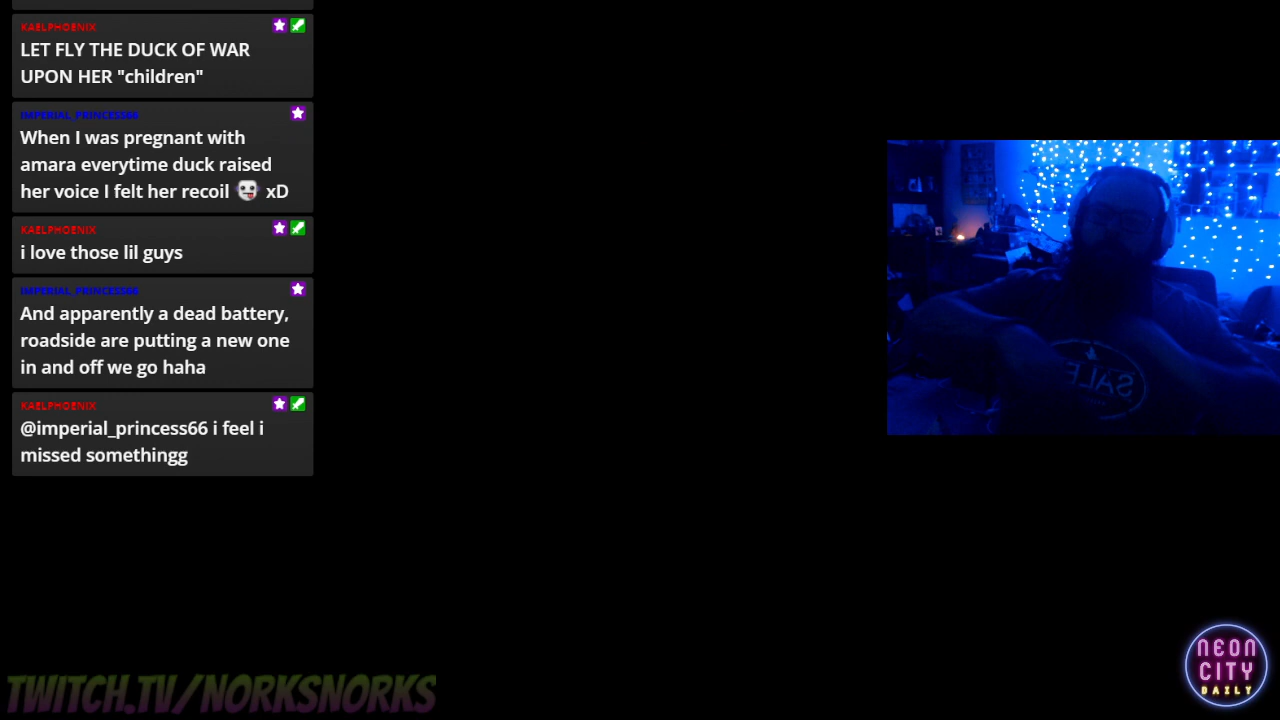 KAELPHOENIX
LET FLY THE DUCK OF WAR
UPON HER "children"
IMPERIAL_PRINCESS66
When I was pregnant with
amara everytime duck raised
her voice I felt her recoil xD
KAELPHOENIX
i love those lil guys
IMPERIAL_PRINCESS66
And apparently a dead battery,
roadside are putting a new one
in and off we go haha
KAELPHOENIX
@imperial_princess66 i feel i
missed somethingg
SALF
TWITCH.TV/NORKSNORKS
NEON
CITY
DAILY